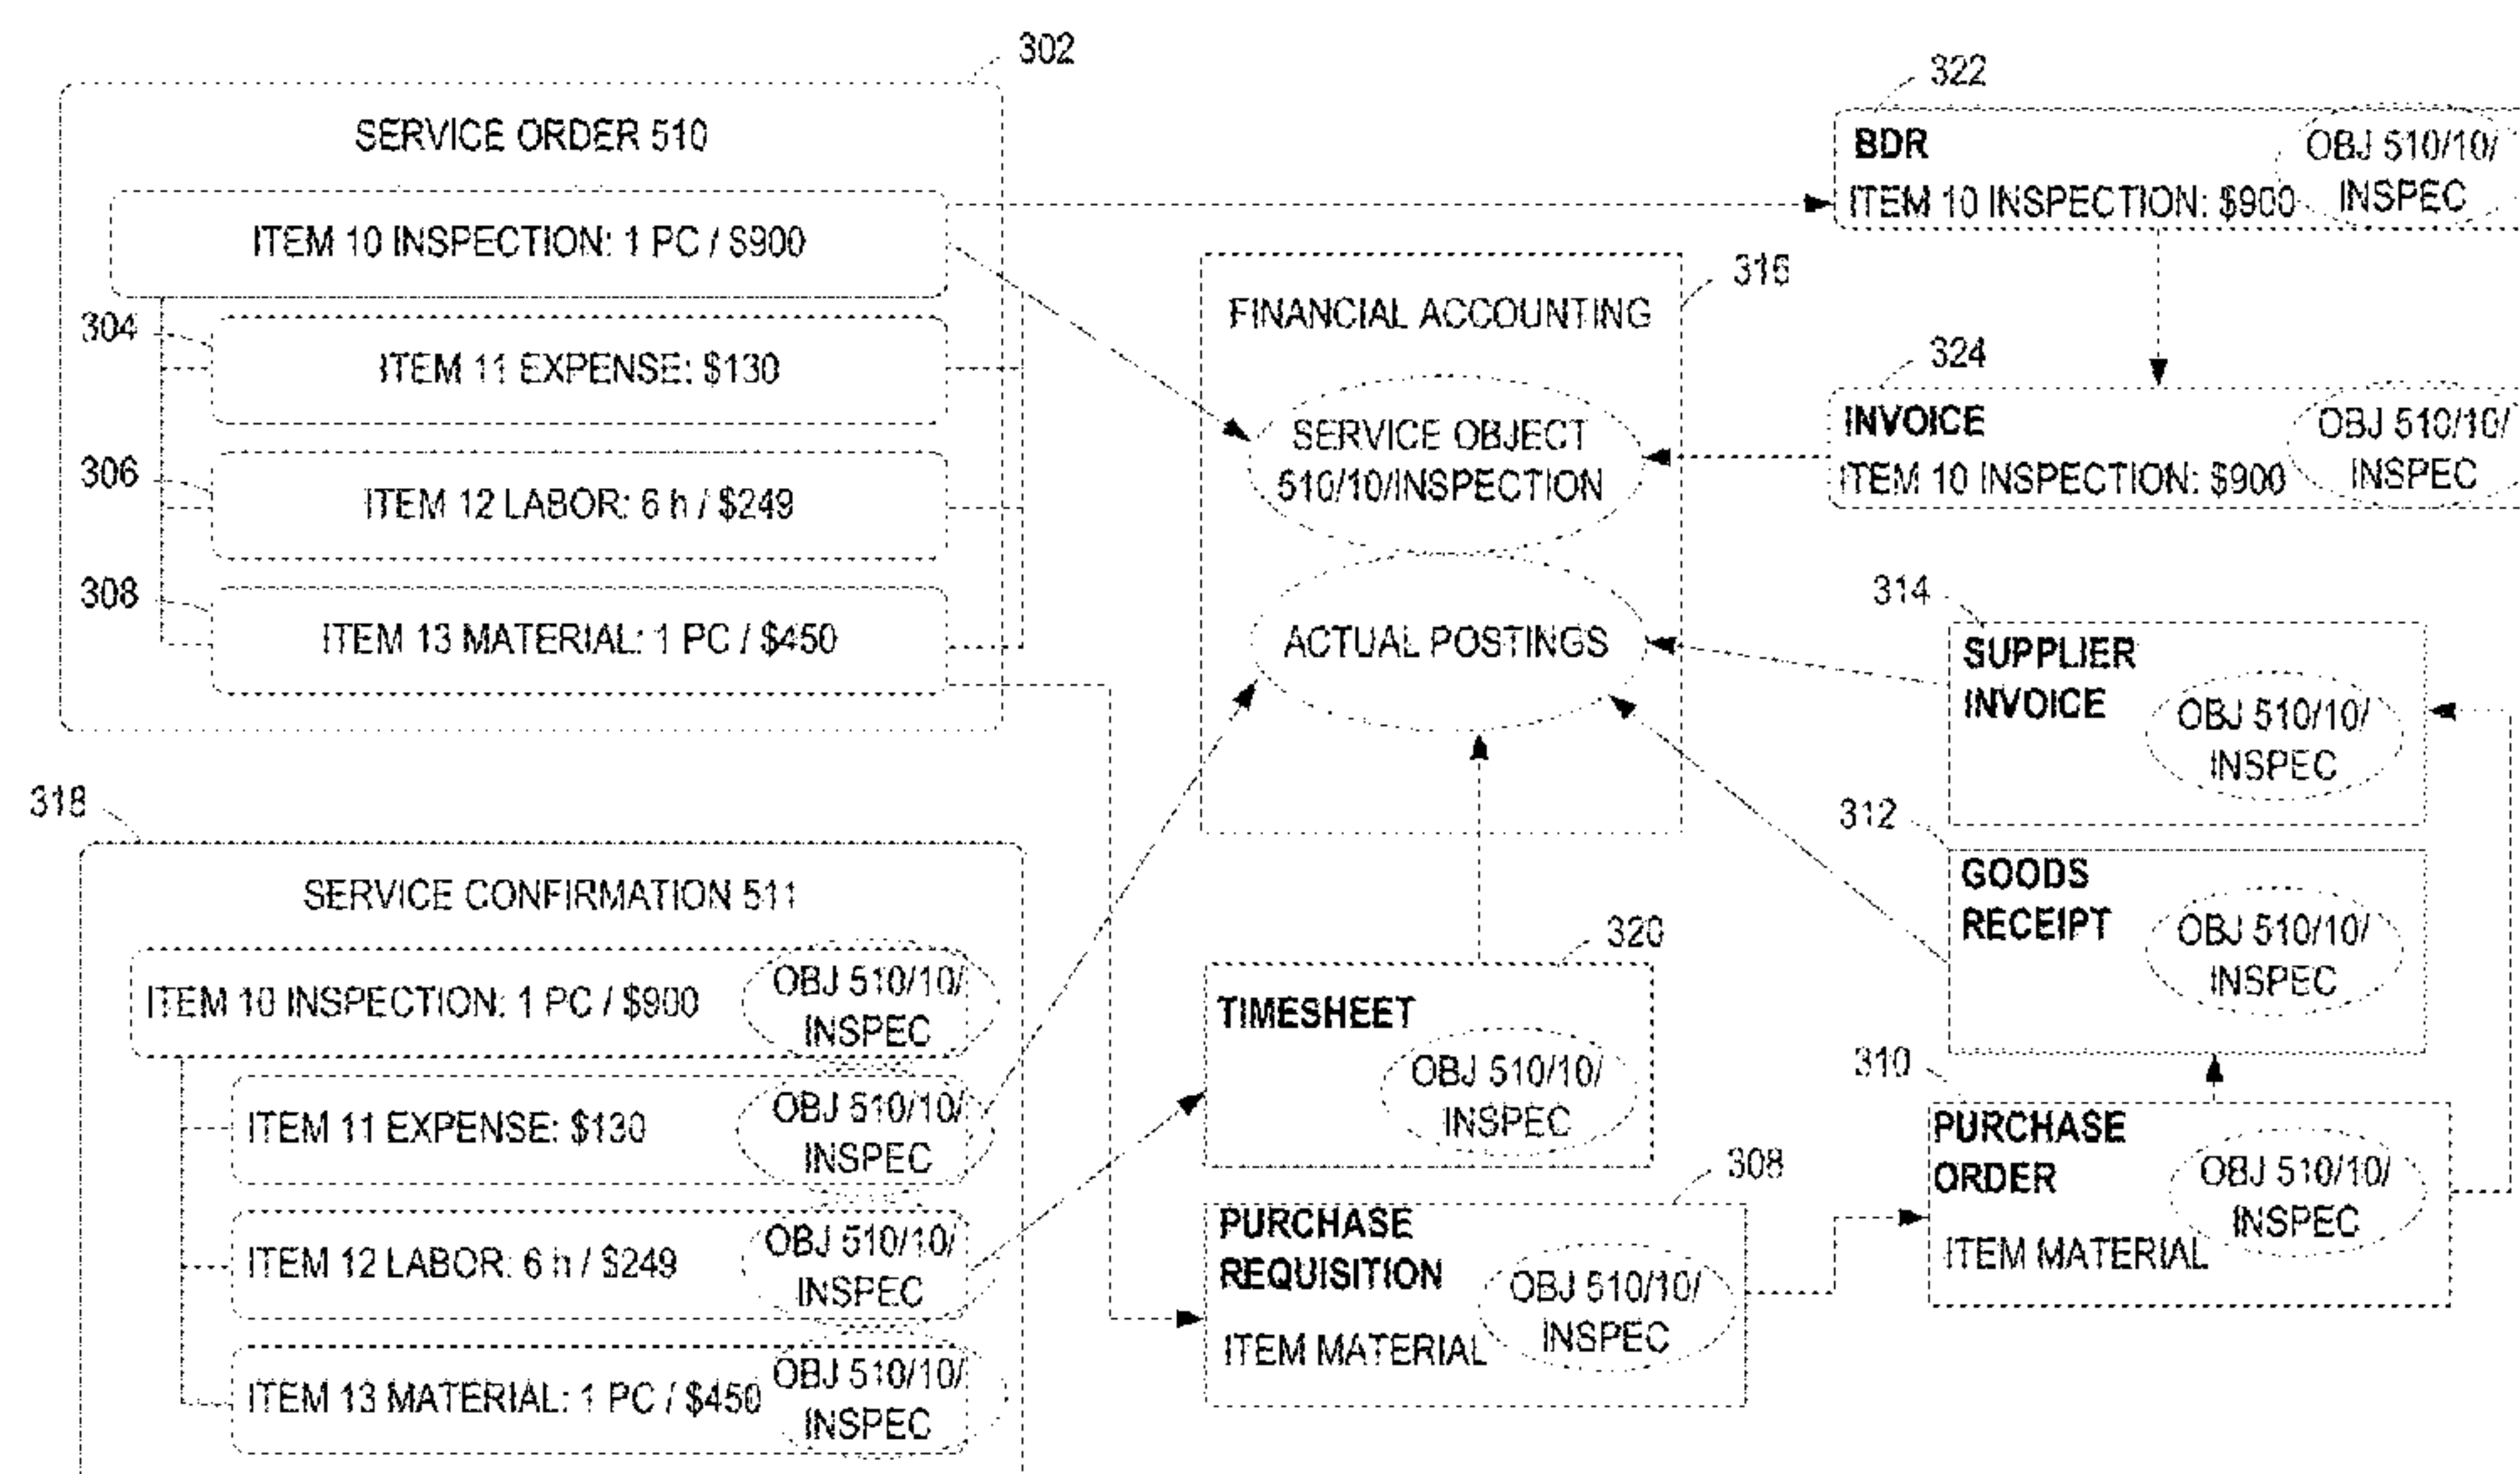 302
SERVICE ORDER 510
ITEM 10 INSPECTION: 1 PC / $900
304
ITEM 11 EXPENSE: $130
306
ITEM 12 LABOR: 6 h / $249
308
ITEM 13 MATERIAL: 1 PC / $450
318
SERVICE CONFIRMATION 511
ITEM 10 INSPECTION: 1 PC / $900
OBJ 510/10/
INSPEC
ITEM 11 EXPENSE: $130
OBJ 510/10/
INSPEC
ITEM 12 LABOR: 6 h / $249
OBJ 510/10/
INSPEC
ITEM 13 MATERIAL: 1 PC / $450
OBJ 510/10/
INSPEC
316
FINANCIAL ACCOUNTING
SERVICE OBJECT
510/10/INSPECTION
ACTUAL POSTINGS
320
TIMESHEET
OBJ 510/10/
INSPEC
308
PURCHASE
REQUISITION
ITEM MATERIAL
OBJ 510/10/
INSPEC
322
BDR
ITEM 10 INSPECTION: $900
OBJ 510/10/
INSPEC
324
INVOICE
ITEM 10 INSPECTION: $900
OBJ 510/10/
INSPEC
314
SUPPLIER
INVOICE
OBJ 510/10/
INSPEC
312
GOODS
RECEIPT
OBJ 510/10/
INSPEC
310
PURCHASE
ORDER
ITEM MATERIAL
OBJ 510/10/
INSPEC